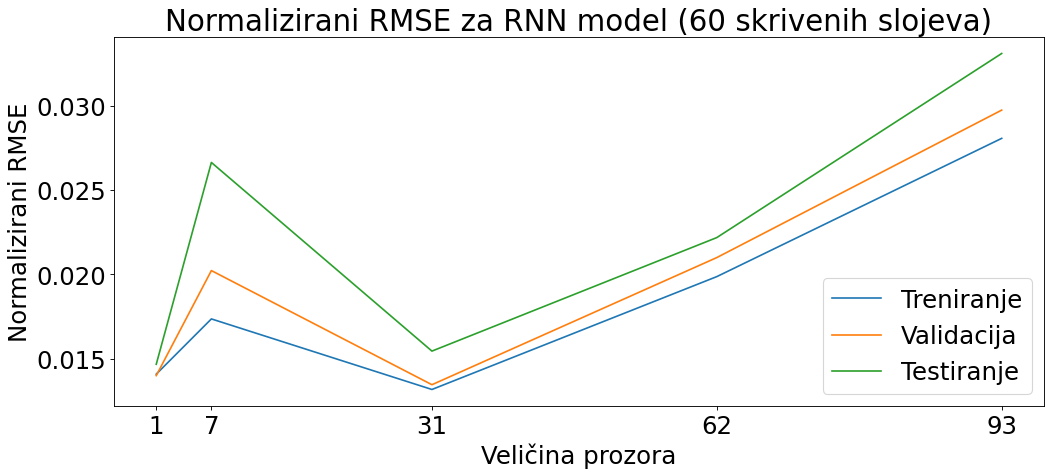 Normalizirani RMSE za RNN model (60 skrivenih slojeva)
Normalizirani RMSE
0.030
0.025
0.020
0.015
Treniranje
Validacija
Testiranje
1 7 31 62 93
Veličina prozora